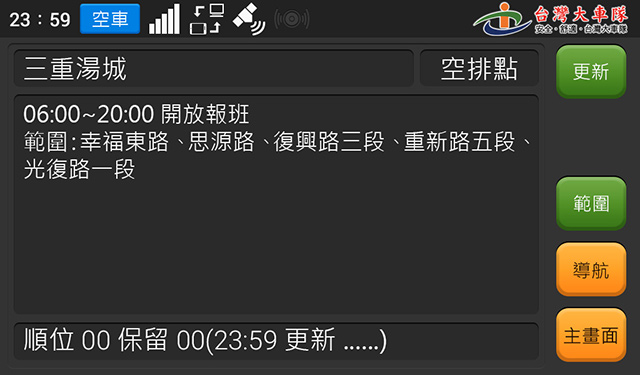 23：59 空車
台灣大車隊
安全‧舒適‧台灣大車隊
三重湯城 空排點 更新
06:00~20:00 開放報班
範圍:幸福東路、思源路、復興路三段、重新路五段、
光復路一段
範圍
導航
主畫面
順位 00 保留 00(23:59 更新 ......)